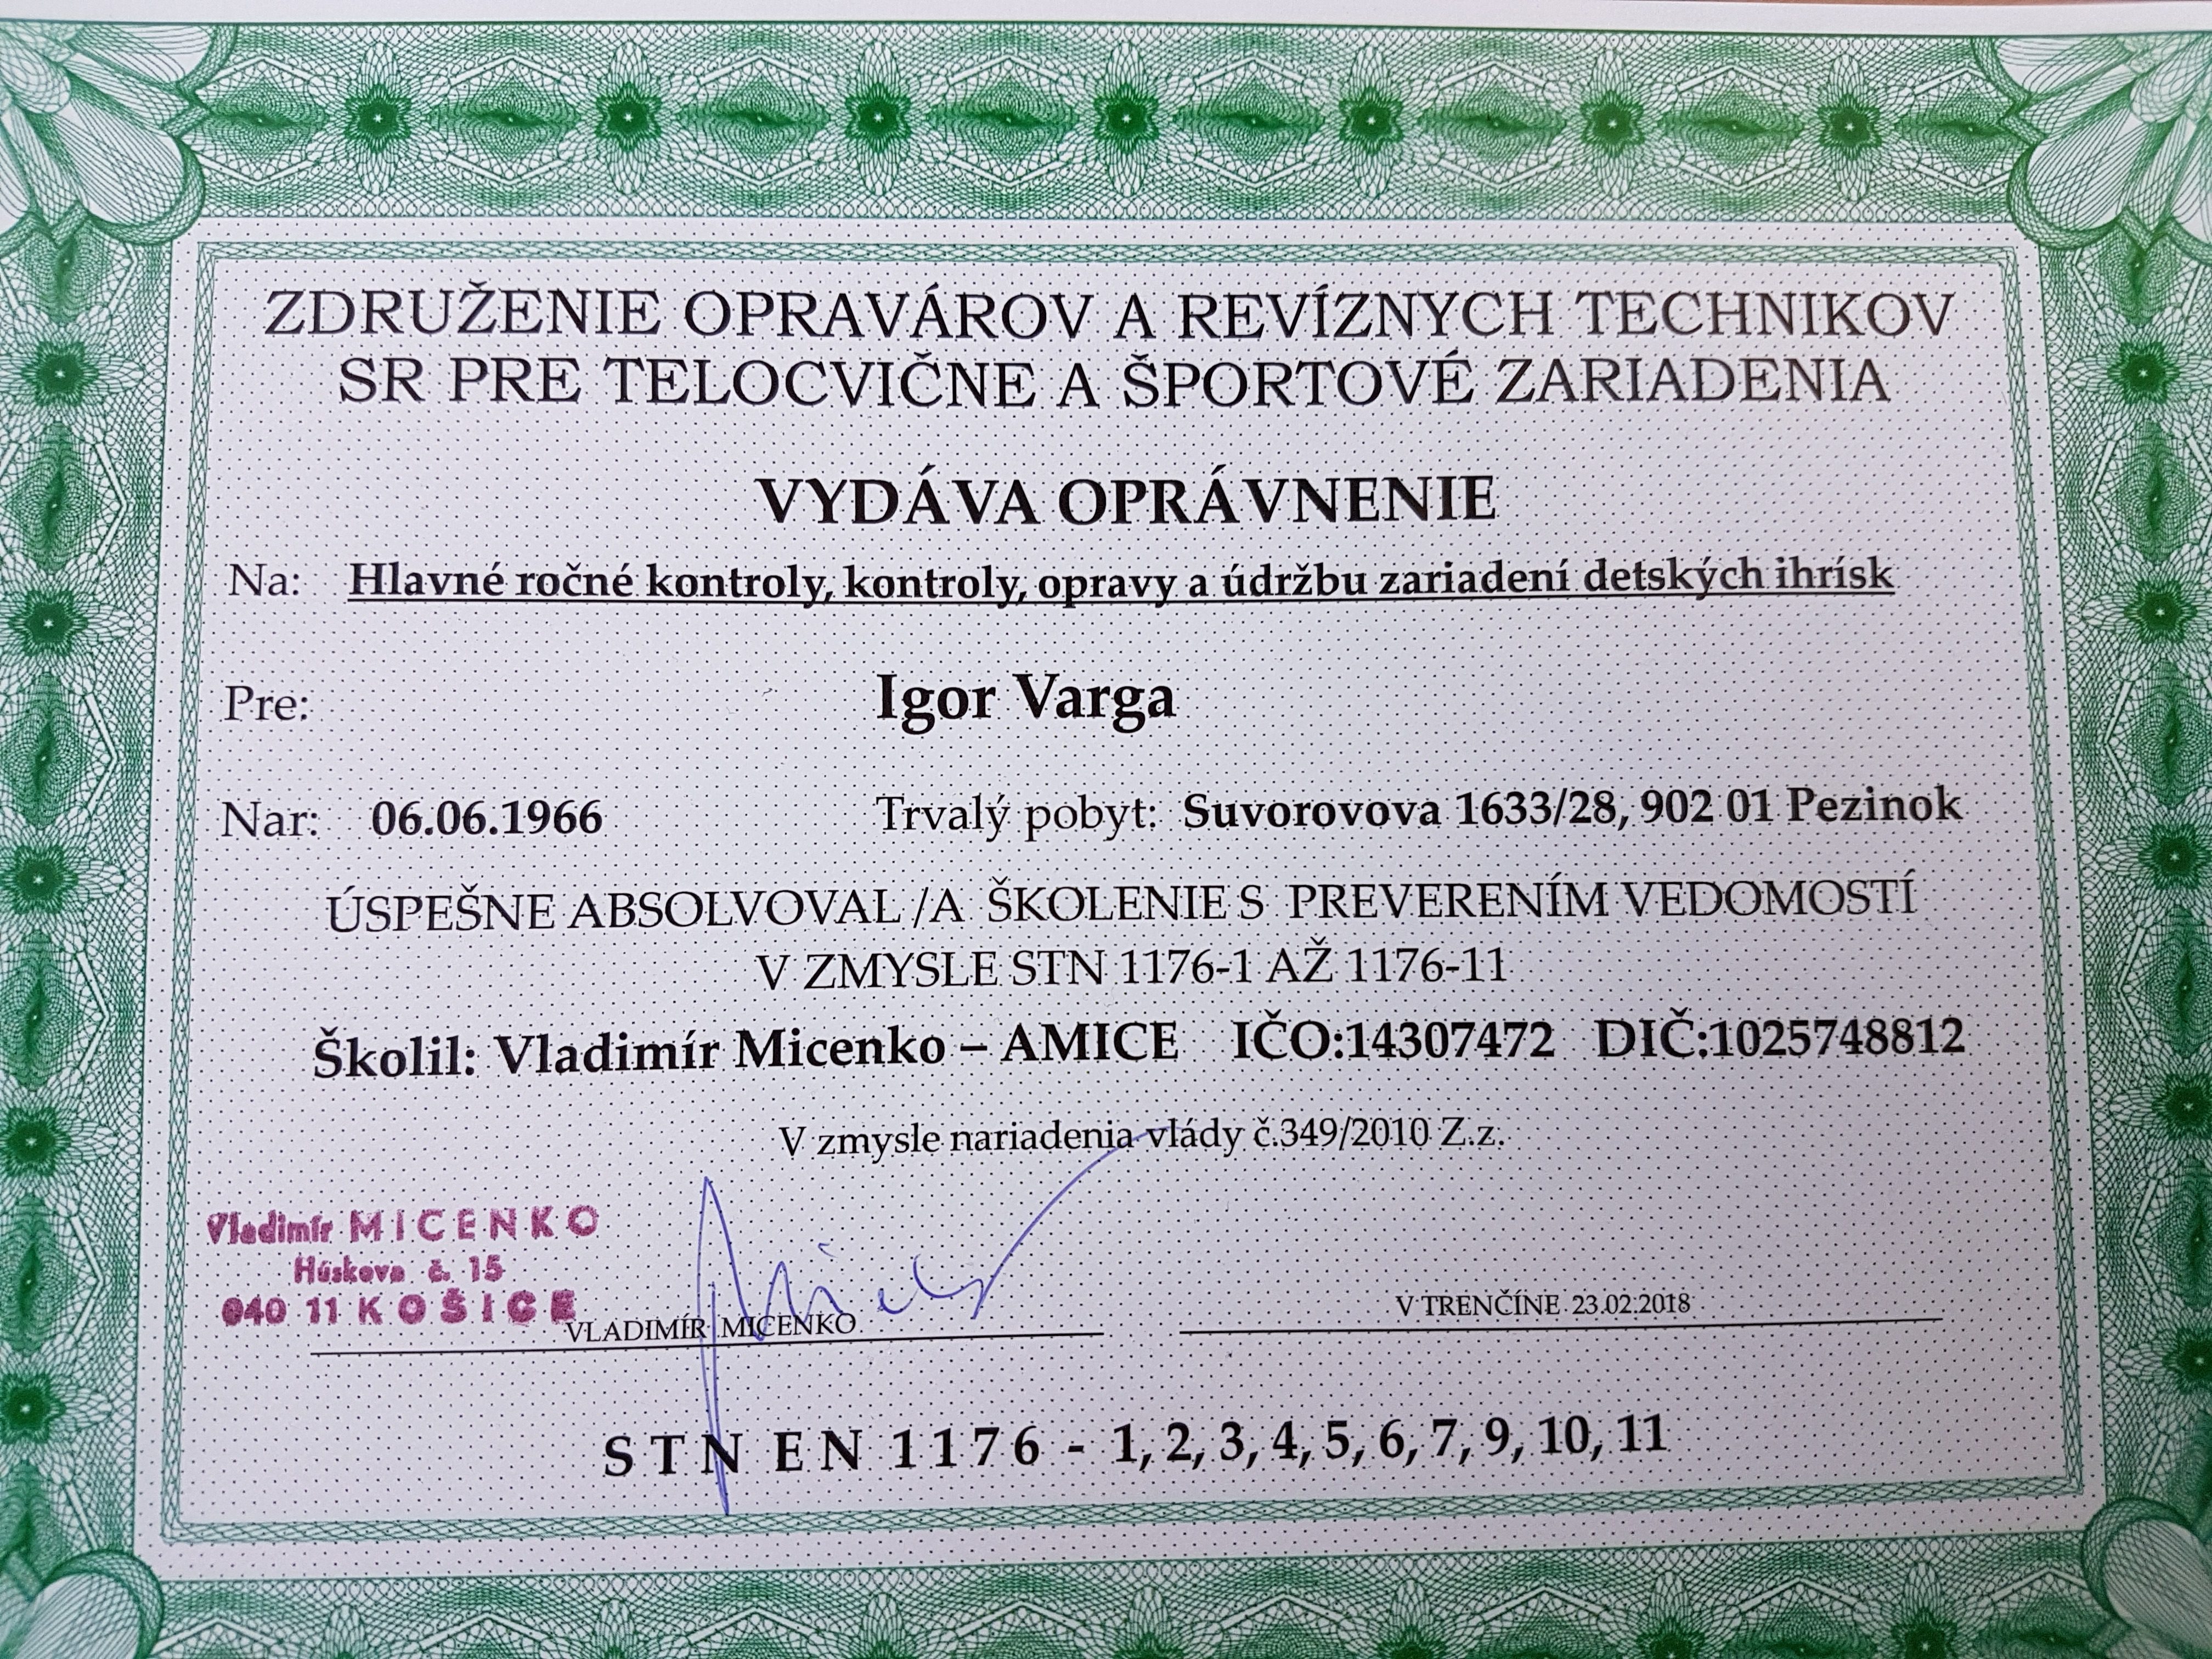 ZDRUŽENIE OPRAVÁROV A REVÍZNYCH TECHNIKOV
SR PRE TELOCVIČNE A ŠPORTOVÉ ZARIADENIA
VYDÁVA OPRÁVNENIE
Na: Hlavné ročné kontroly, kontroly, opravy a údržbu zariadení detských ihrísk
Pre: Igor Varga
Nar: 06.06.1966 Trvalý pobyt: Suvorovova 1633/28, 902 01 Pezinok
ÚSPEŠNE ABSOLVOVAL /A ŠKOLENIE S PREVERENÍM VEDOMOSTÍ
V ZMYSLE STN 1176-1 AŽ 1176-11
Školil: Vladimír Micenko – AMICE IČO:14307472 DIČ:1025748812
V zmysle nariadenia vlády č.349/2010 Z.z.
Vladimír MICENKO
Húskova č. 15
040 11 KOŠICE
VLADIMÍR MICENKO
V TRENČÍNE 23.02.2018
STN EN 1176 - 1, 2, 3, 4, 5, 6, 7, 9, 10, 11